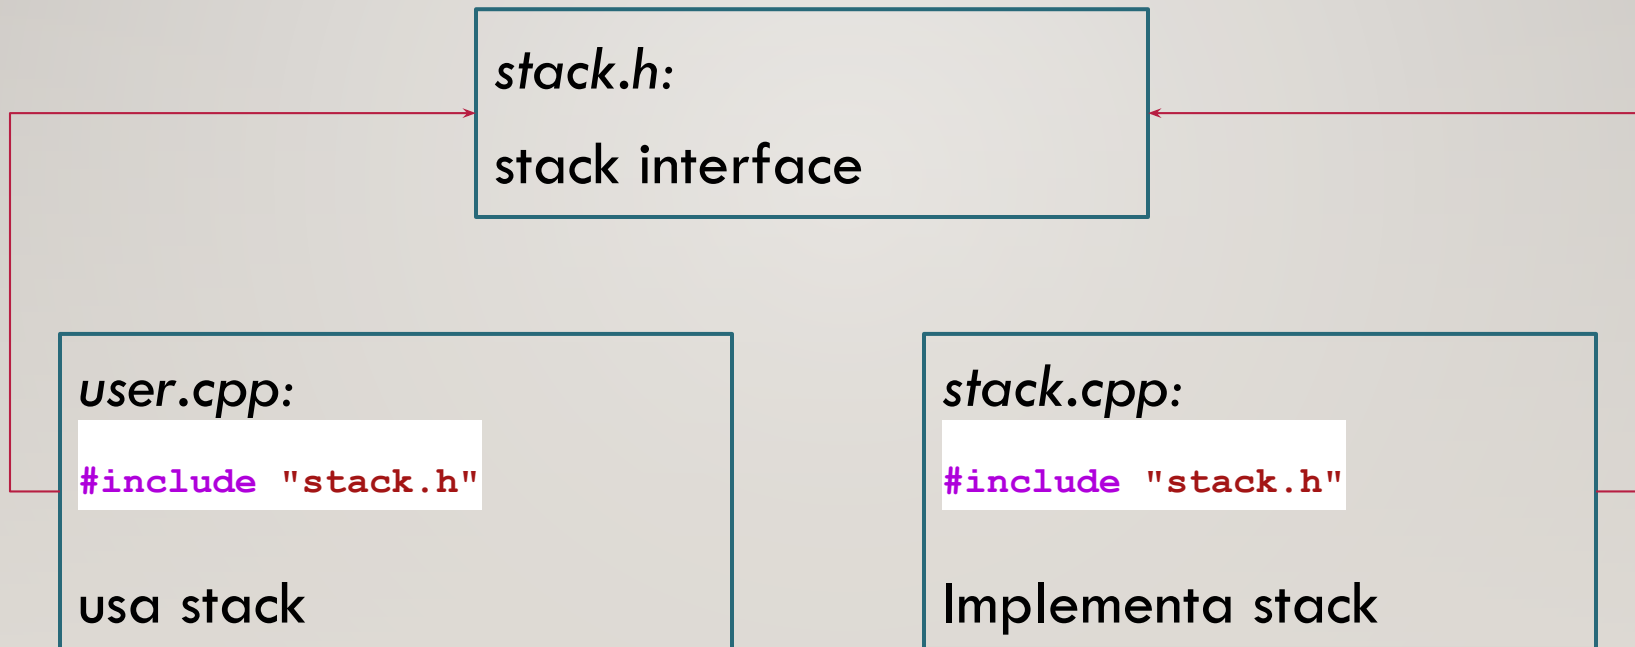 stack.h:
stack interface
user.cpp:
#include "stack.h"
usa stack
stack.cpp:
#include "stack.h"
Implementa stack